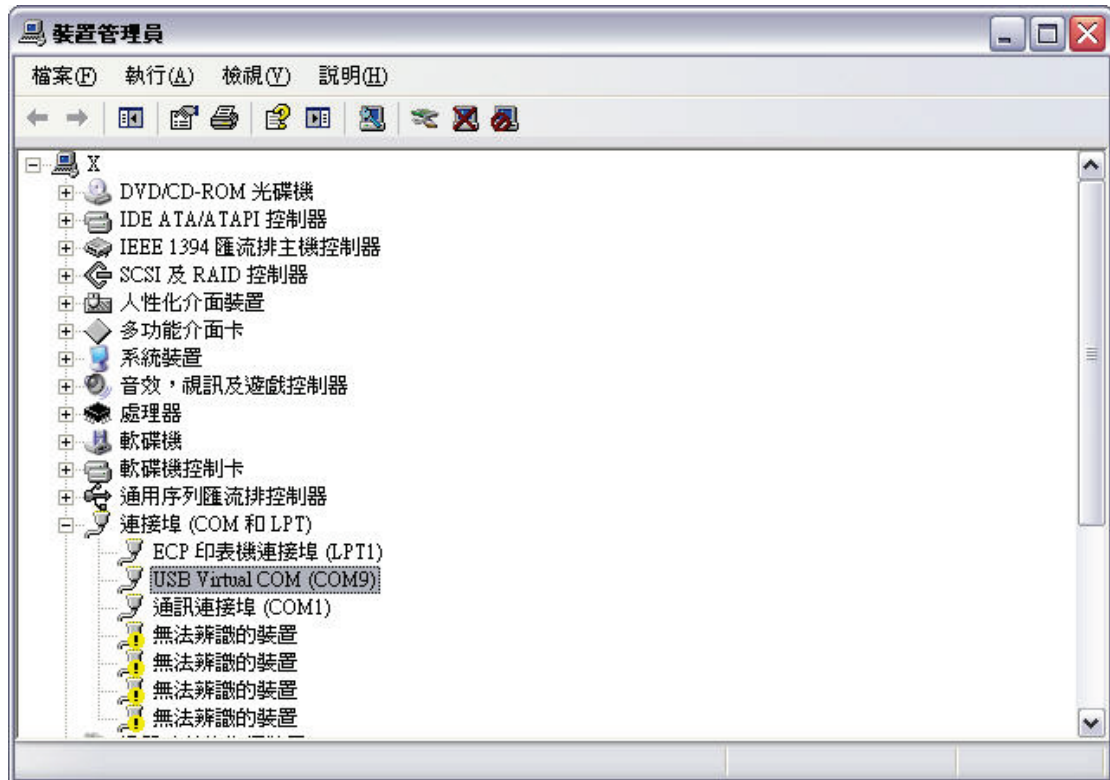 裝置管理員
檔案(F) 執行(A) 檢視(V) 說明(H)
X
DVD/CD-ROM 光碟機
IDE ATA/ATAPI 控制器
IEEE 1394 匯流排主機控制器
SCSI 及 RAID 控制器
人性化介面裝置
多功能介面卡
系統裝置
音效，視訊及遊戲控制器
處理器
軟碟機
軟碟機控制卡
通用序列匯流排控制器
連接埠 (COM 和 LPT)
ECP 印表機連接埠 (LPT1)
USB Virtual COM (COM9)
通訊連接埠 (COM1)
無法辨識的裝置
無法辨識的裝置
無法辨識的裝置
無法辨識的裝置